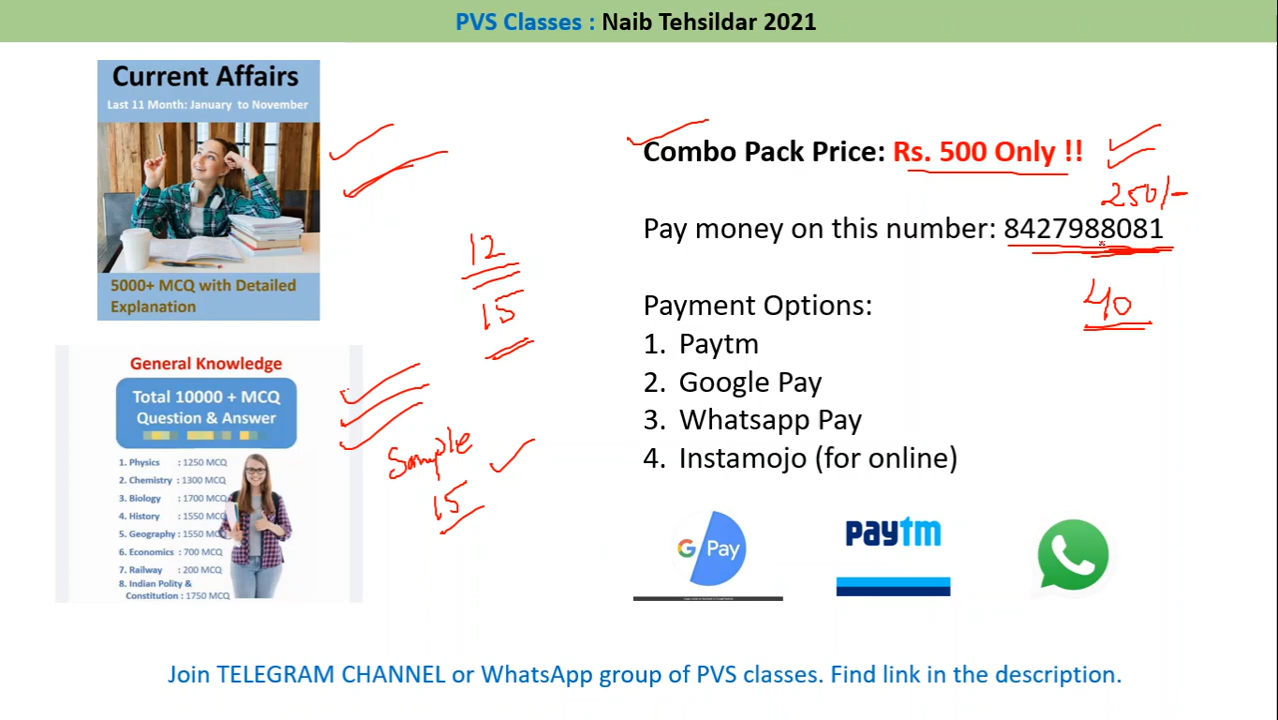 PVS Classes : Naib Tehsildar 2021
Current Affairs
Last 11 Month: January to November
5000+ MCQ with Detailed
Explanation
General Knowledge
Total 10000 + MCQ
Question & Answer
1. Physics : 1250 MCQ
2. Chemistry : 1300 MCQ
3. Biology : 1700 MCQ
4. History : 1550 MCQ
5. Geography : 1550 MCQ
6. Economics : 700 MCQ
7. Railway : 200 MCQ
8. Indian Polity &
Constitution : 1750 MCQ
12
15
Sample
15
Combo Pack Price: Rs. 500 Only !!
250/-
Pay money on this number: 8427988081
40
Payment Options:
1. Paytm
2. Google Pay
3. Whatsapp Pay
4. Instamojo (for online)
G Pay
paytm
Join TELEGRAM CHANNEL or WhatsApp group of PVS classes. Find link in the description.